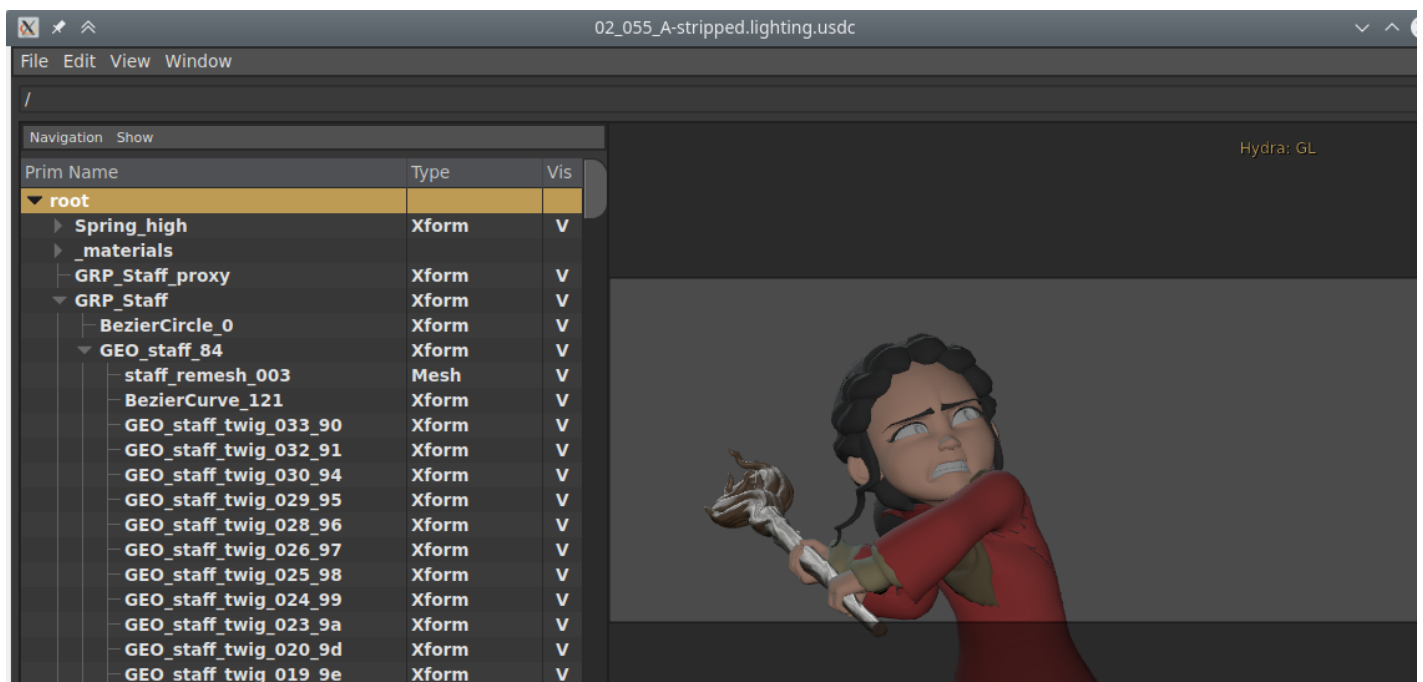 02_055_A-stripped.lighting.usdc
File Edit View Window
/
Navigation Show
Hydra: GL
Prim Name Type Vis
root
Spring_high Xform V
_materials
GRP_Staff_proxy Xform V
GRP_Staff Xform V
BezierCircle_0 Xform V
GEO_staff_84 Xform V
staff_remesh_003 Mesh V
BezierCurve_121 Xform V
GEO_staff_twig_033_90 Xform V
GEO_staff_twig_032_91 Xform V
GEO_staff_twig_030_94 Xform V
GEO_staff_twig_029_95 Xform V
GEO_staff_twig_028_96 Xform V
GEO_staff_twig_026_97 Xform V
GEO_staff_twig_025_98 Xform V
GEO_staff_twig_024_99 Xform V
GEO_staff_twig_023_9a Xform V
GEO_staff_twig_020_9d Xform V
GEO_staff_twig_019_9e Xform V